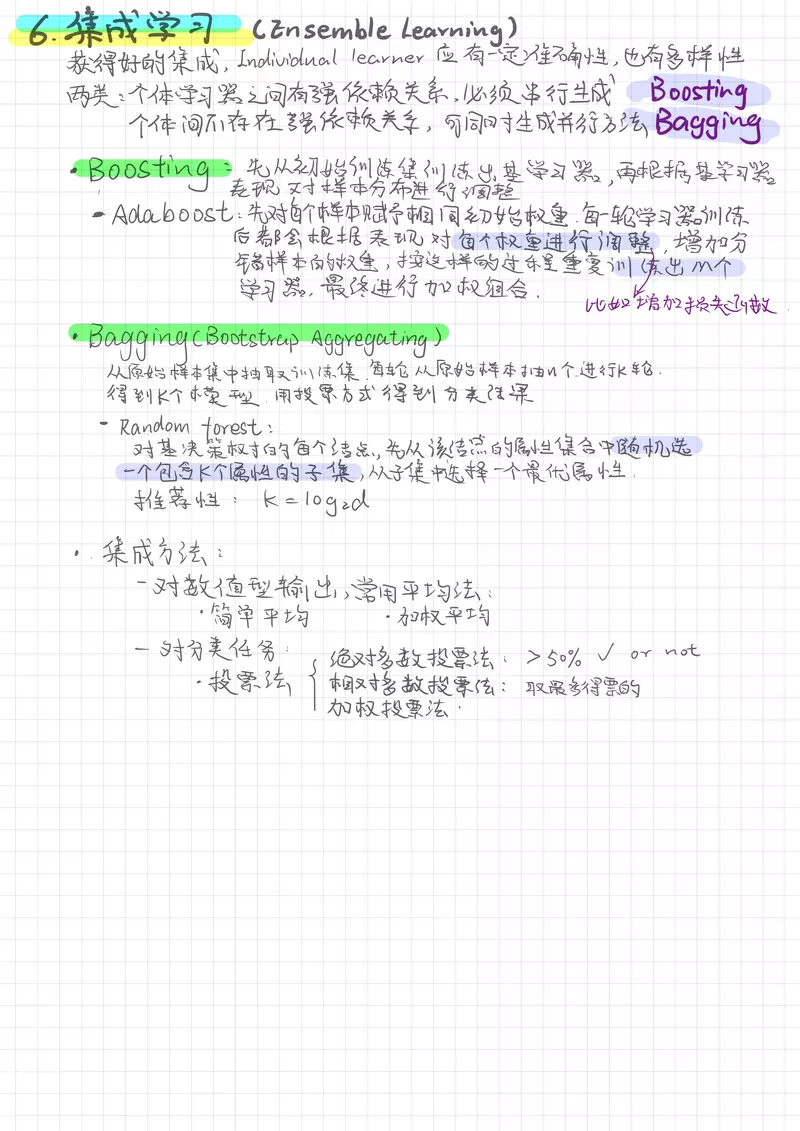 6. 集成学习 (Ensemble Learning)
获得好的集成, Individual learner 应有一定准确性, 也有多样性
两类: 个体学习器之间有强依赖关系, 必须串行生成 Boosting
个体间不存在强依赖关系, 可同时生成并行方法 Bagging
· Boosting: 先从初始训练集训练出基学习器, 再根据基学习器
表现对样本分布进行调整
- Adaboost: 先对每个样本赋予相同初始权重. 每一轮学习器训练
后都会根据表现对每个权重进行调整, 增加分
错样本的权重, 按这样的过程重复训练出M个
学习器, 最终进行加权组合.
比如增加损失函数
· Bagging (Bootstrap Aggregating)
从原始样本集中抽取训练集. 每轮从原始样本抽n个, 进行K轮.
得到K个模型. 用投票方式得到分类结果
- Random forest:
对基决策树的每个结点, 先从该结点的属性集合中随机选
一个包含K个属性的子集, 从子集中选择一个最优属性.
推荐性: K = log₂d
· 集成方法:
- 对数值型输出, 常用平均法:
· 简单平均 · 加权平均
- 对分类任务:
绝对多数投票法: >50% ✓ or not
· 投票法 { 相对多数投票法: 取最多得票的
加权投票法.